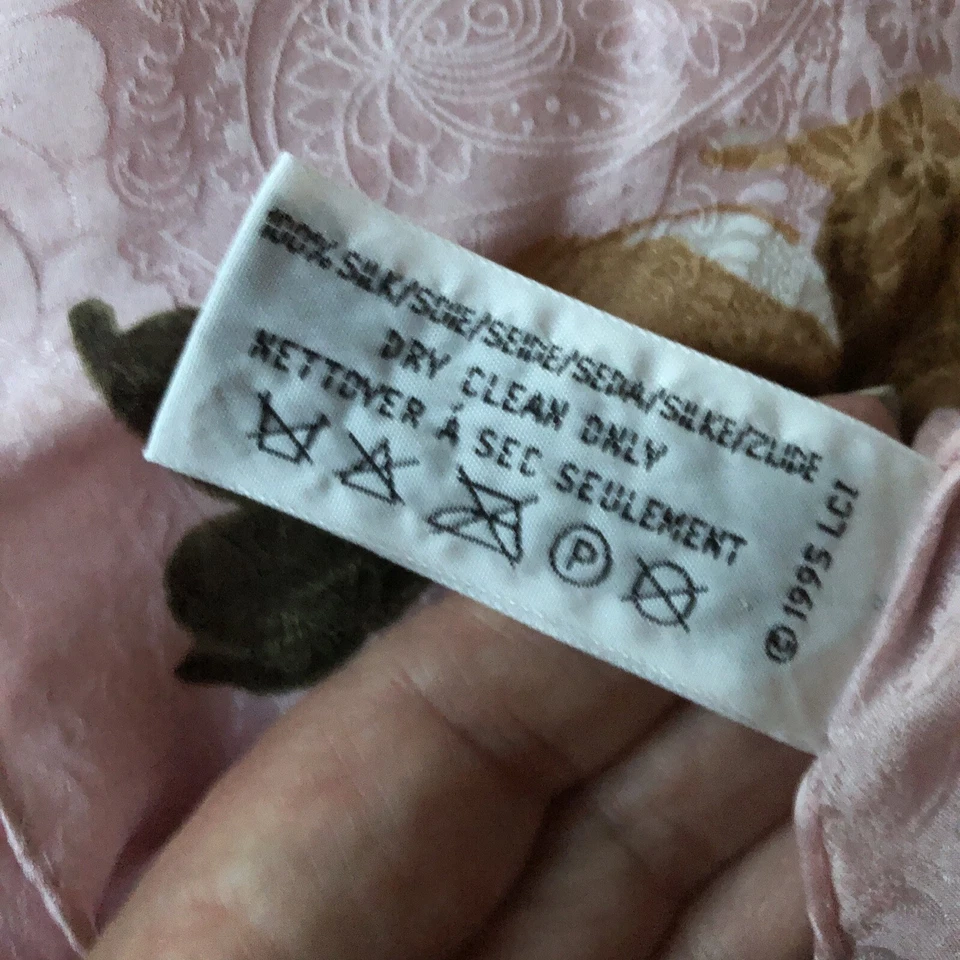 100% SILK/SOIE/SEIDE/SEDA/SILKE/ZIJDE
DRY CLEAN ONLY
NETTOYER À SEC SEULEMENT
P
© 1995 LCI